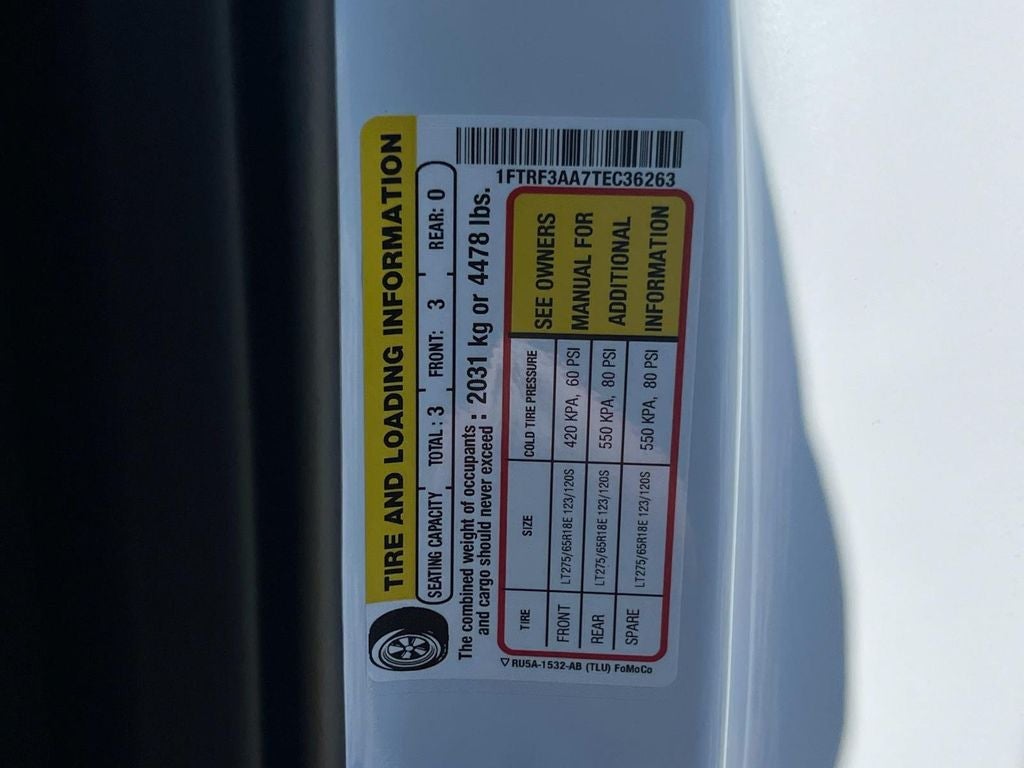 TIRE AND LOADING INFORMATION
SEATING CAPACITY TOTAL: 3 FRONT: 3 REAR: 0
The combined weight of occupants
and cargo should never exceed : 2031 kg or 4478 lbs.
1FTRF3AA7TEC36263
TIRE SIZE COLD TIRE PRESSURE
FRONT LT275/65R18E 123/120S 420 KPA, 60 PSI
REAR LT275/65R18E 123/120S 550 KPA, 80 PSI
SPARE LT275/65R18E 123/120S 550 KPA, 80 PSI
SEE OWNERS
MANUAL FOR
ADDITIONAL
INFORMATION
RU5A-1532-AB (TLU) FoMoCo